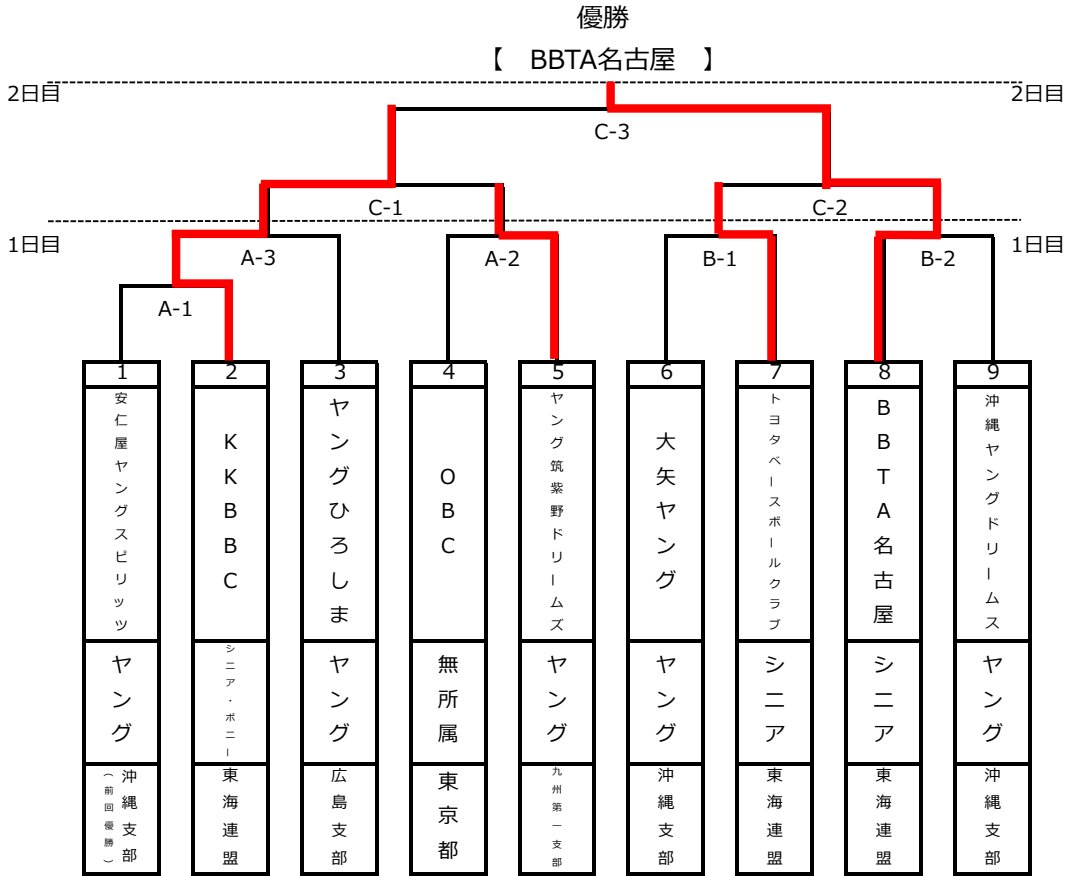 優勝
【　BBTA名古屋　】
2日目
2日目
C-3
C-1
C-2
1日目
1日目
A-3
A-2
B-1
B-2
A-1
1
2
3
4
5
6
7
8
9
安仁屋ヤングスピリッツ
KKBBC
ヤングひろしま
OBC
ヤング筑紫野ドリームズ
大矢ヤング
トヨタベースボールクラブ
BBTA名古屋
沖縄ヤングドリームス
ヤング
シニア・ポニー
ヤング
無所属
ヤング
ヤング
シニア
シニア
ヤング
沖縄支部
（前回優勝）
東海連盟
広島支部
東京都
九州第一支部
沖縄支部
東海連盟
東海連盟
沖縄支部